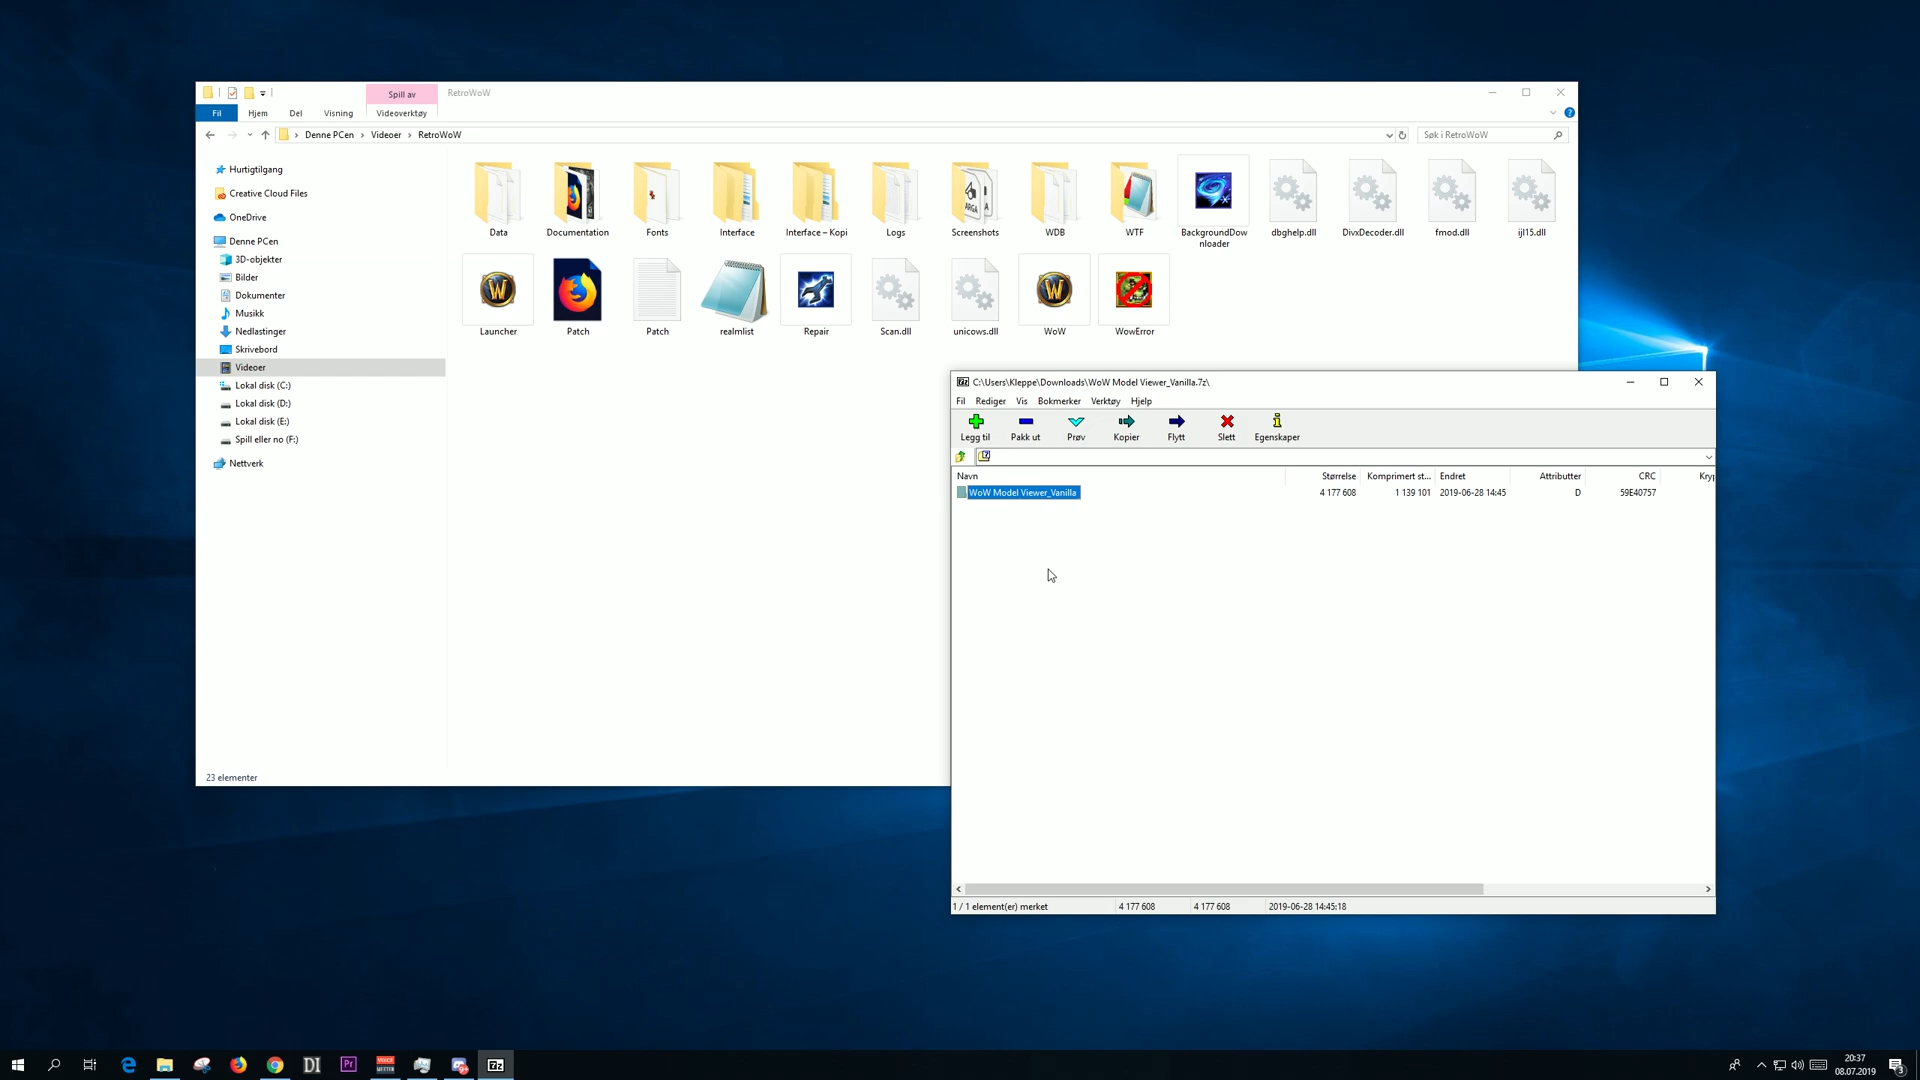 Spill av
RetroWoW
Fil
Hjem
Del
Visning
Videoverktøy
Denne PCen
Videoer
RetroWoW
Søk i RetroWoW
Hurtigtilgang
Creative Cloud Files
OneDrive
Denne PCen
3D-objekter
Bilder
Dokumenter
Musikk
Nedlastinger
Skrivebord
Videoer
Lokal disk (C:)
Lokal disk (D:)
Lokal disk (E:)
Spill eller no (F:)
Nettverk
Data
Documentation
Fonts
Interface
Interface – Kopi
Logs
Screenshots
WDB
WTF
BackgroundDow
nloader
dbghelp.dll
DivxDecoder.dll
fmod.dll
ijl15.dll
Launcher
Patch
Patch
realmlist
Repair
Scan.dll
unicows.dll
WoW
WowError
23 elementer
C:\Users\Kleppe\Downloads\WoW Model Viewer_Vanilla.7z\
Fil Rediger Vis Bokmerker Verktøy Hjelp
Legg til Pakk ut Prøv Kopier Flytt Slett Egenskaper
Navn Størrelse Komprimert st... Endret Attributter CRC Kryp
WoW Model Viewer_Vanilla 4 177 608 1 139 101 2019-06-28 14:45 D 59E40757
1 / 1 element(er) merket 4 177 608 4 177 608 2019-06-28 14:45:18
DI
Pr
7z
20:37
08.07.2019
3